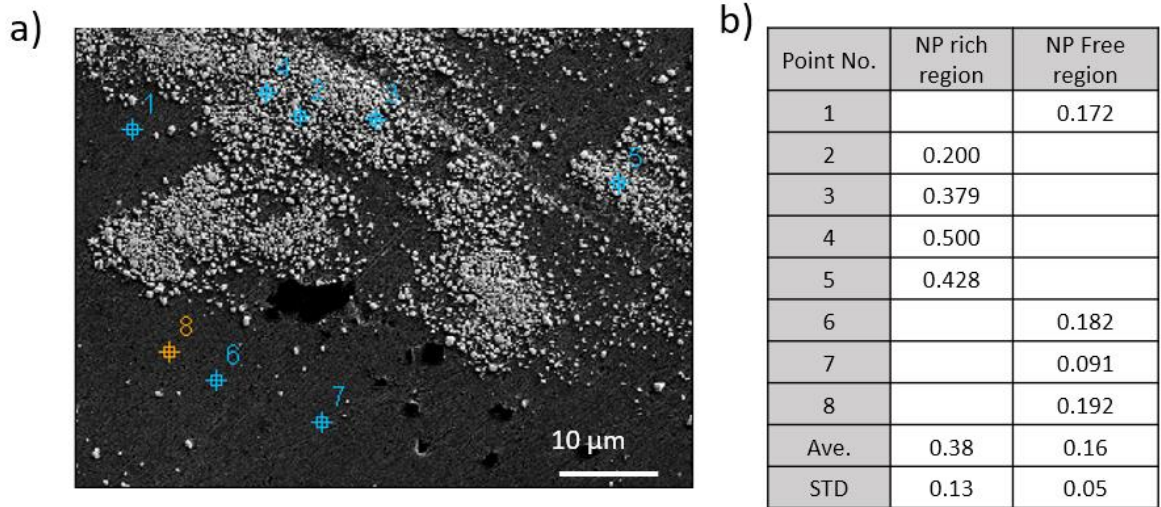 a)
4
1
2
3
5
8
6
7
10 µm
b)
Point No. NP rich region NP Free region
1 0.172
2 0.200
3 0.379
4 0.500
5 0.428
6 0.182
7 0.091
8 0.192
Ave. 0.38 0.16
STD 0.13 0.05